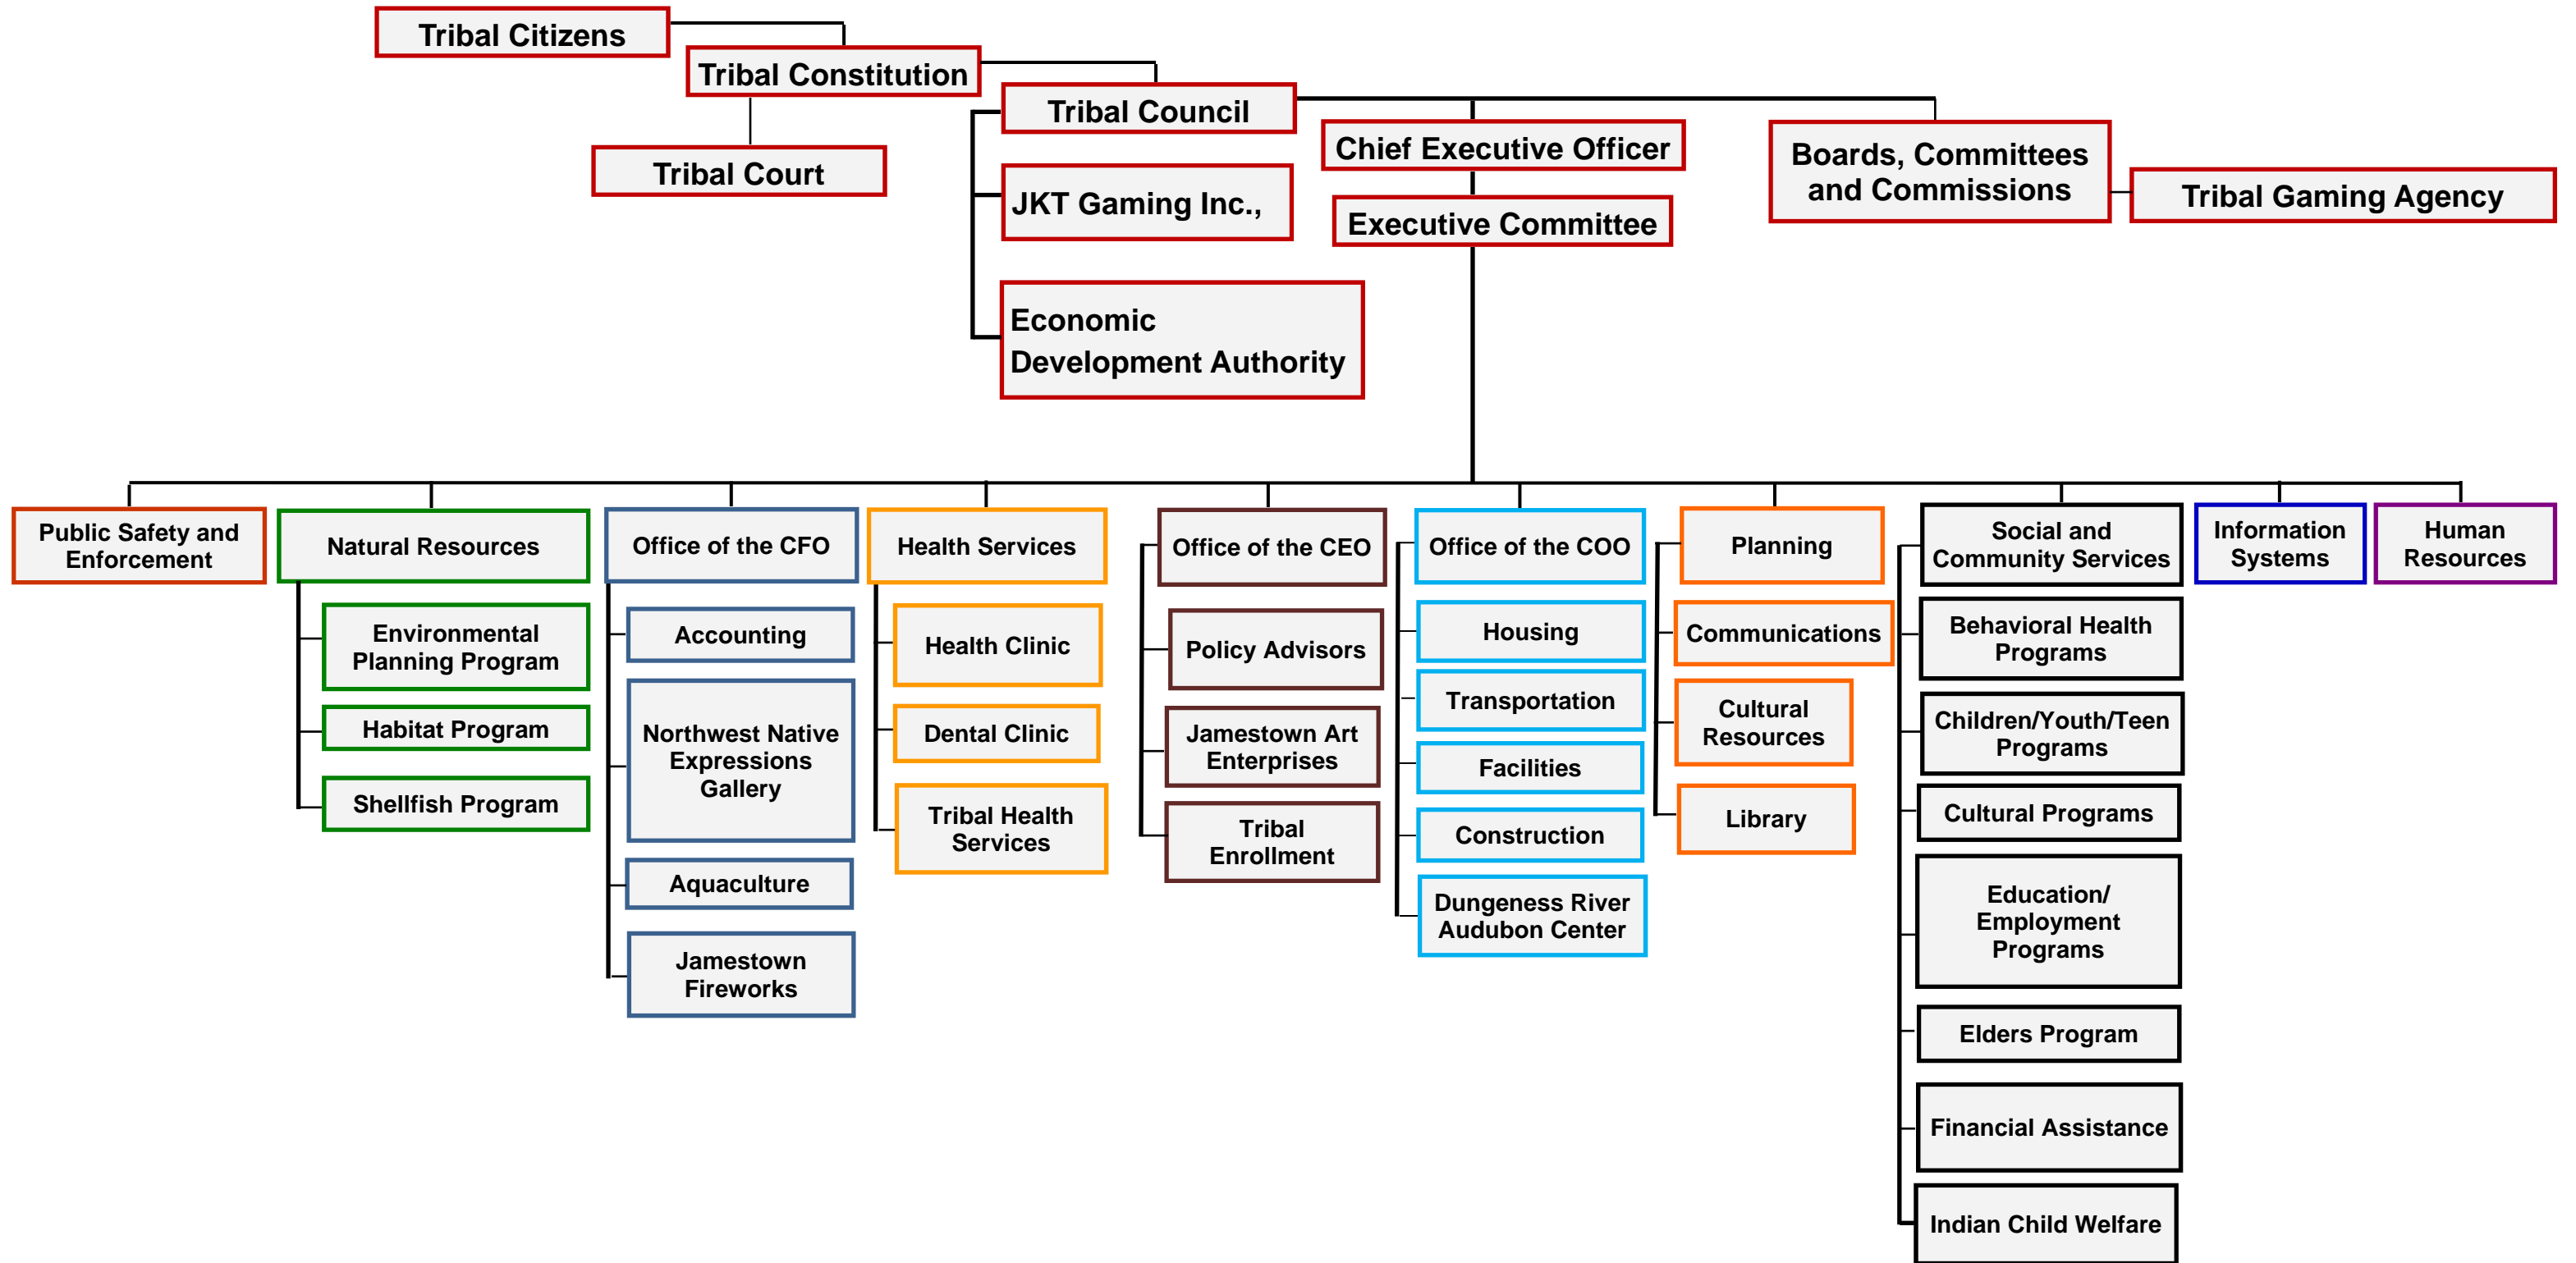 Tribal Citizens
Tribal Constitution
Tribal Council
Tribal Court
Chief Executive Officer
Boards, Committees
and Commissions
JKT Gaming Inc.,
Executive Committee
Tribal Gaming Agency
Economic
Development Authority
Public Safety and
Enforcement
Natural Resources
Environmental
Planning Program
Habitat Program
Shellfish Program
Office of the CFO
Accounting
Northwest Native
Expressions
Gallery
Aquaculture
Jamestown
Fireworks
Health Services
Health Clinic
Dental Clinic
Tribal Health
Services
Office of the CEO
Policy Advisors
Jamestown Art
Enterprises
Tribal
Enrollment
Office of the COO
Housing
Transportation
Facilities
Construction
Dungeness River
Audubon Center
Planning
Communications
Cultural
Resources
Library
Social and
Community Services
Behavioral Health
Programs
Children/Youth/Teen
Programs
Cultural Programs
Education/
Employment
Programs
Elders Program
Financial Assistance
Indian Child Welfare
Information
Systems
Human
Resources